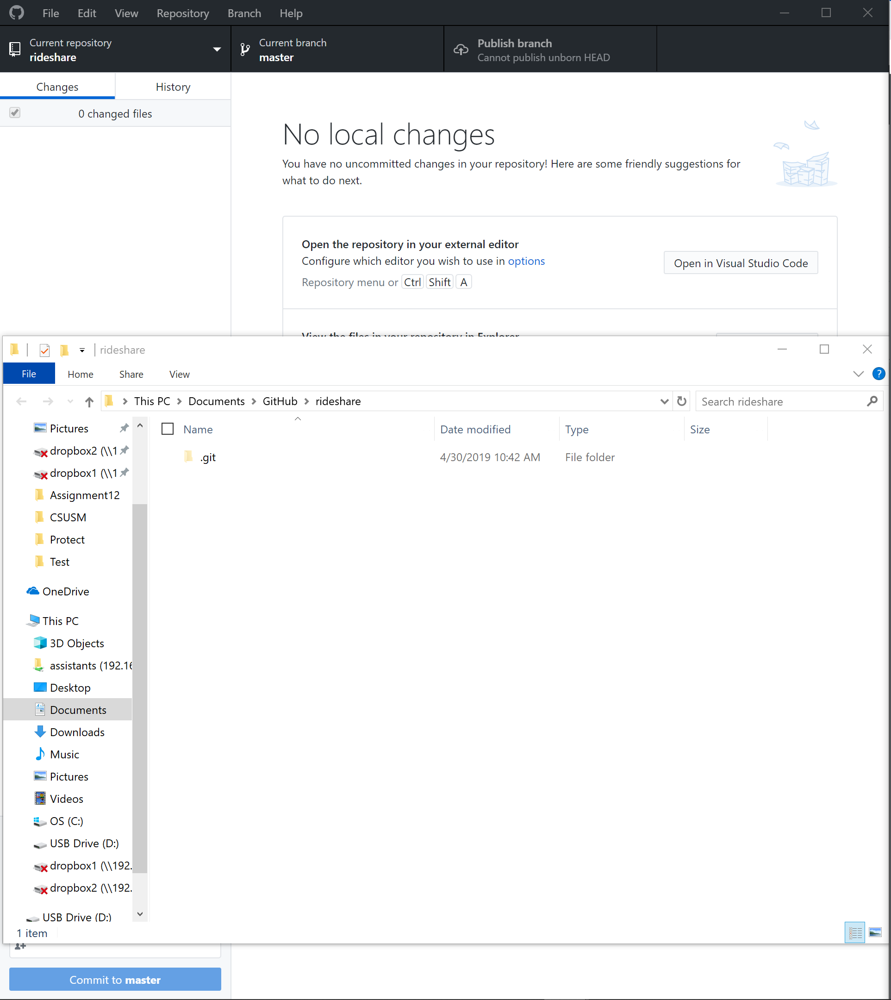 File Edit View Repository Branch Help
Current repository
rideshare
Current branch
master
Publish branch
Cannot publish unborn HEAD
Changes
History
0 changed files
No local changes
You have no uncommitted changes in your repository! Here are some friendly suggestions for
what to do next.
Open the repository in your external editor
Configure which editor you wish to use in options
Repository menu or Ctrl Shift A
Open in Visual Studio Code
View the files in your repository in Explorer
rideshare
File Home Share View
?
This PC > Documents > GitHub > rideshare
Search rideshare
Name Date modified Type Size
.git 4/30/2019 10:42 AM File folder
Pictures
dropbox2 (\\1
dropbox1 (\\1
Assignment12
CSUSM
Protect
Test
OneDrive
This PC
3D Objects
assistants (192.16
Desktop
Documents
Downloads
Music
Pictures
Videos
OS (C:)
USB Drive (D:)
dropbox1 (\\192.
dropbox2 (\\192.
USB Drive (D:)
1 item
Commit to master